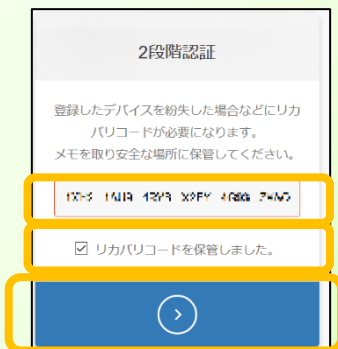 2段階認証
登録したデバイスを紛失した場合などにリカ
バリコードが必要になります。
メモを取り安全な場所に保管してください。
リカバリコードを保管しました。